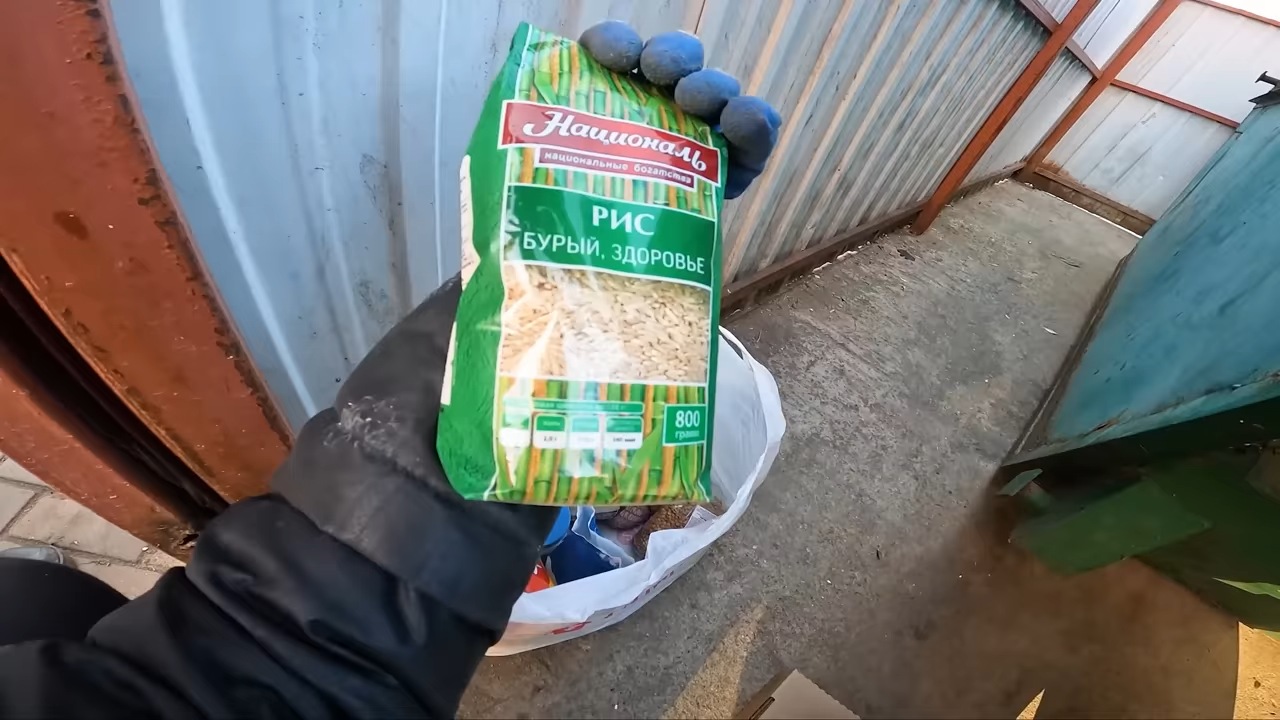 Националь
национальные богатства
РИС
БУРЫЙ, ЗДОРОВЬЕ
800
грамм